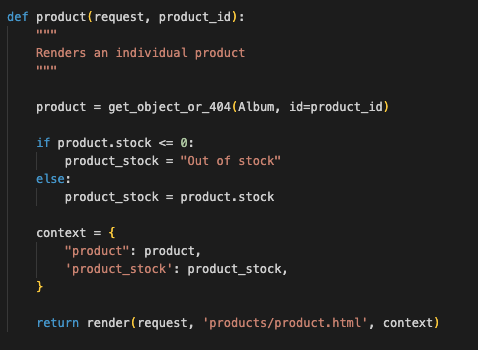 def product(request, product_id):
    """
    Renders an individual product
    """

    product = get_object_or_404(Album, id=product_id)

    if product.stock <= 0:
        product_stock = "Out of stock"
    else:
        product_stock = product.stock

    context = {
        "product": product,
        'product_stock': product_stock,
    }

    return render(request, 'products/product.html', context)